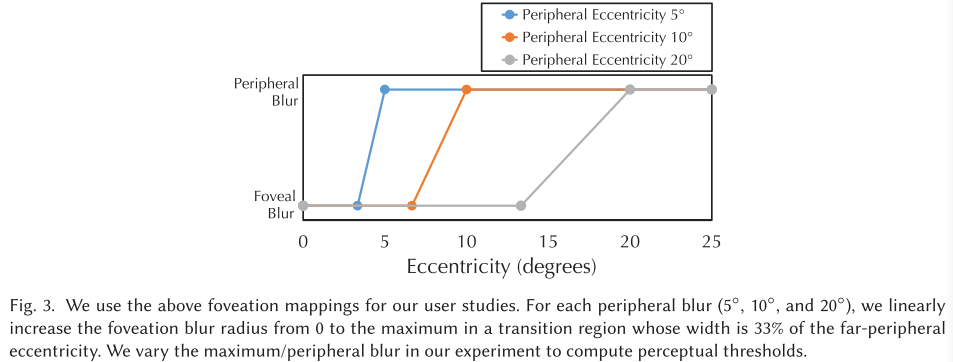 Peripheral Eccentricity 5°
Peripheral Eccentricity 10°
Peripheral Eccentricity 20°
Peripheral
Blur
Foveal
Blur
0 5 10 15 20 25
Eccentricity (degrees)
Fig. 3. We use the above foveation mappings for our user studies. For each peripheral blur (5°, 10°, and 20°), we linearly
increase the foveation blur radius from 0 to the maximum in a transition region whose width is 33% of the far-peripheral
eccentricity. We vary the maximum/peripheral blur in our experiment to compute perceptual thresholds.